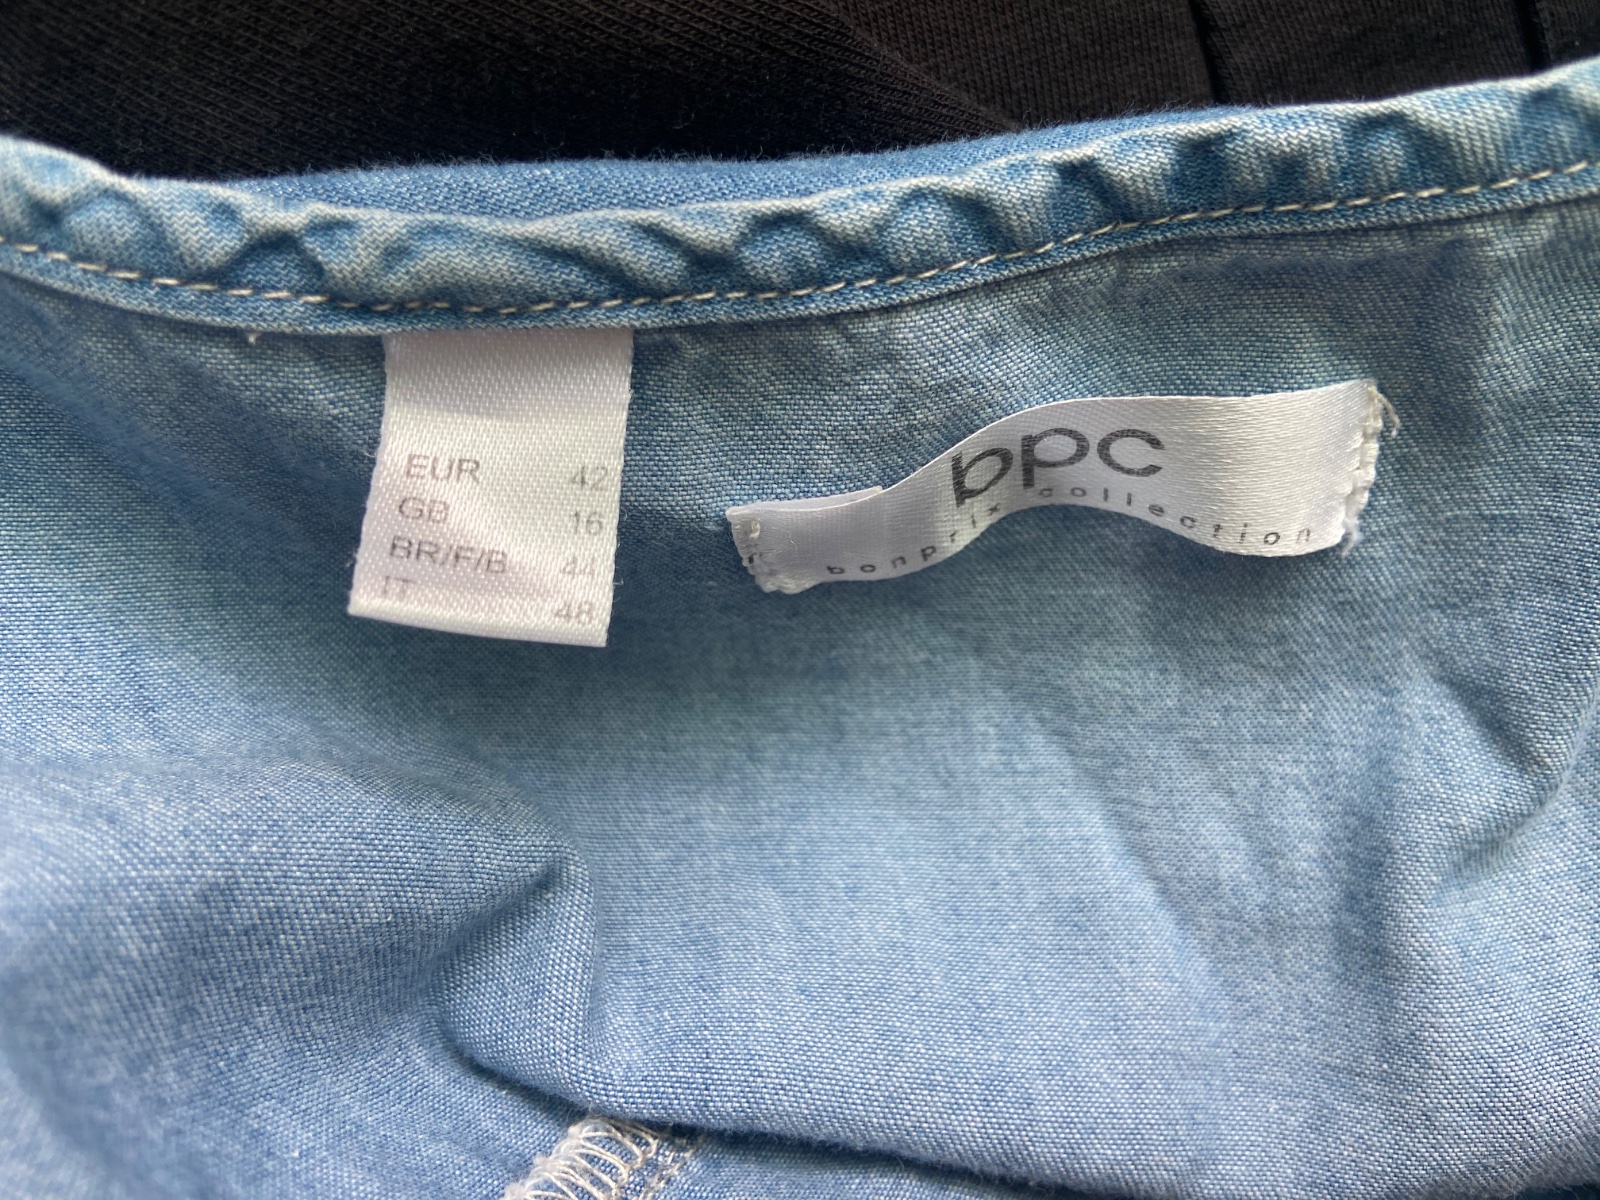 EUR 42
GB 16
BR/F/B 44
IT 48
bpc
bonprix collection